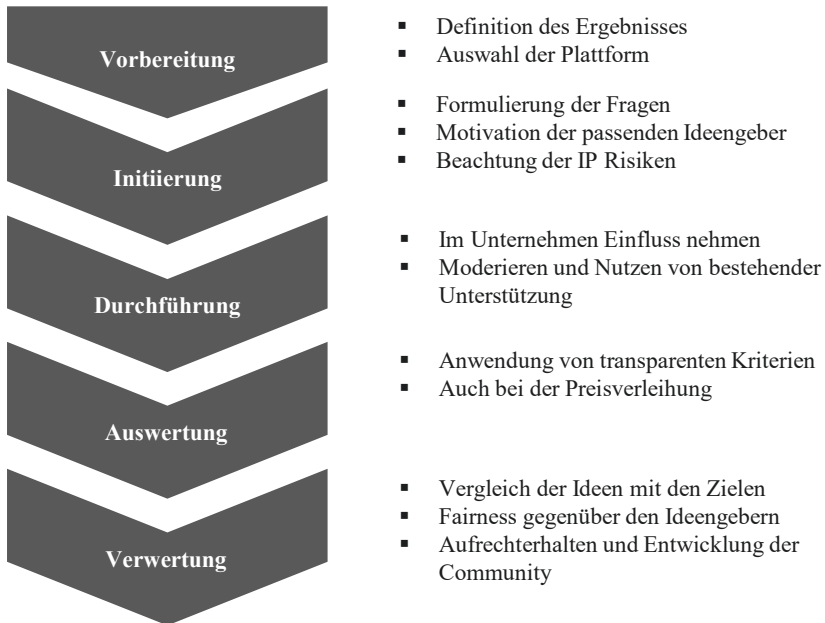 Vorbereitung
▪ Definition des Ergebnisses
▪ Auswahl der Plattform
Initiierung
▪ Formulierung der Fragen
▪ Motivation der passenden Ideengeber
▪ Beachtung der IP Risiken
Durchführung
▪ Im Unternehmen Einfluss nehmen
▪ Moderieren und Nutzen von bestehender
Unterstützung
Auswertung
▪ Anwendung von transparenten Kriterien
▪ Auch bei der Preisverleihung
Verwertung
▪ Vergleich der Ideen mit den Zielen
▪ Fairness gegenüber den Ideengebern
▪ Aufrechterhalten und Entwicklung der
Community